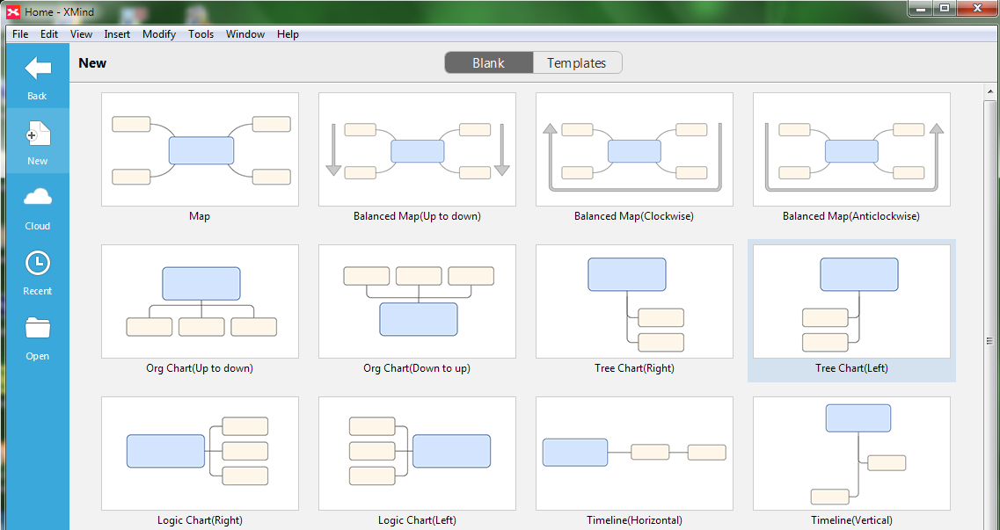 Home - XMind
File Edit View Insert Modify Tools Window Help
Back
New
Cloud
Recent
Open
New
Blank Templates
Map Balanced Map(Up to down) Balanced Map(Clockwise) Balanced Map(Anticlockwise)
Org Chart(Up to down) Org Chart(Down to up) Tree Chart(Right) Tree Chart(Left)
Logic Chart(Right) Logic Chart(Left) Timeline(Horizontal) Timeline(Vertical)